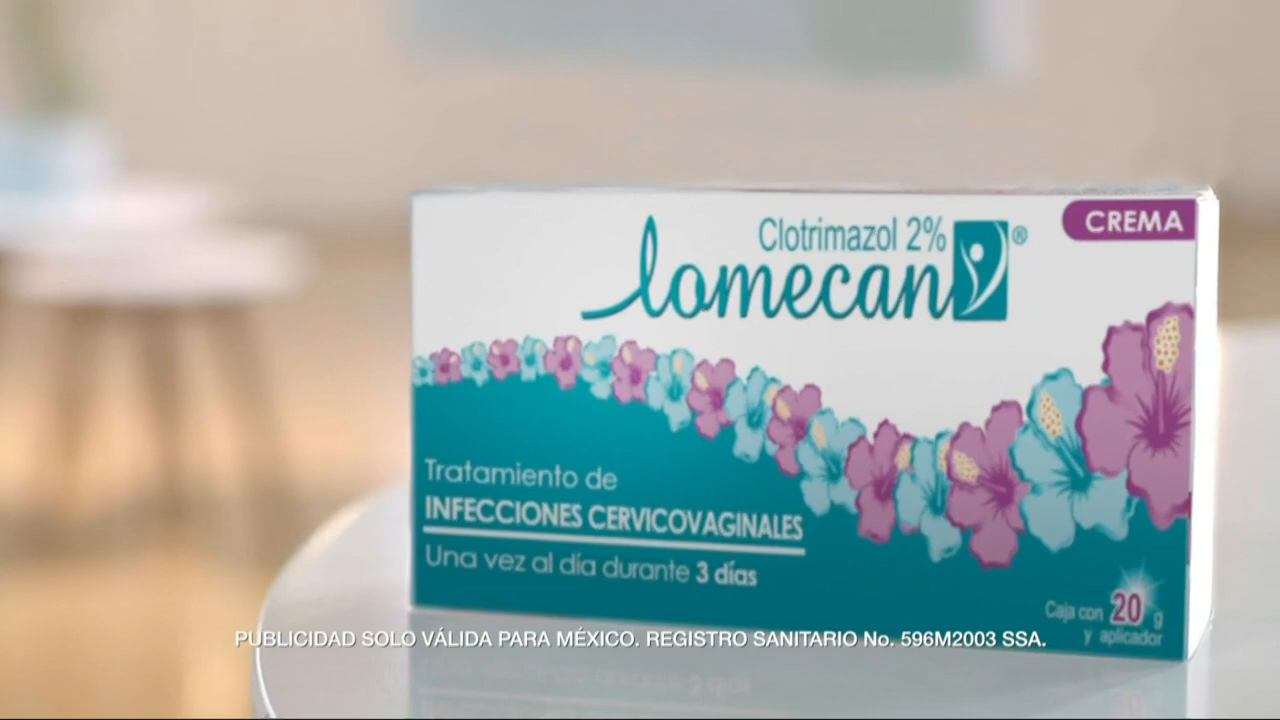 CREMA
Clotrimazol 2%
lomecan®
Tratamiento de
INFECCIONES CERVICOVAGINALES
Una vez al día durante 3 días
Caja con 20 g
y aplicador
PUBLICIDAD SOLO VÁLIDA PARA MÉXICO. REGISTRO SANITARIO No. 596M2003 SSA.